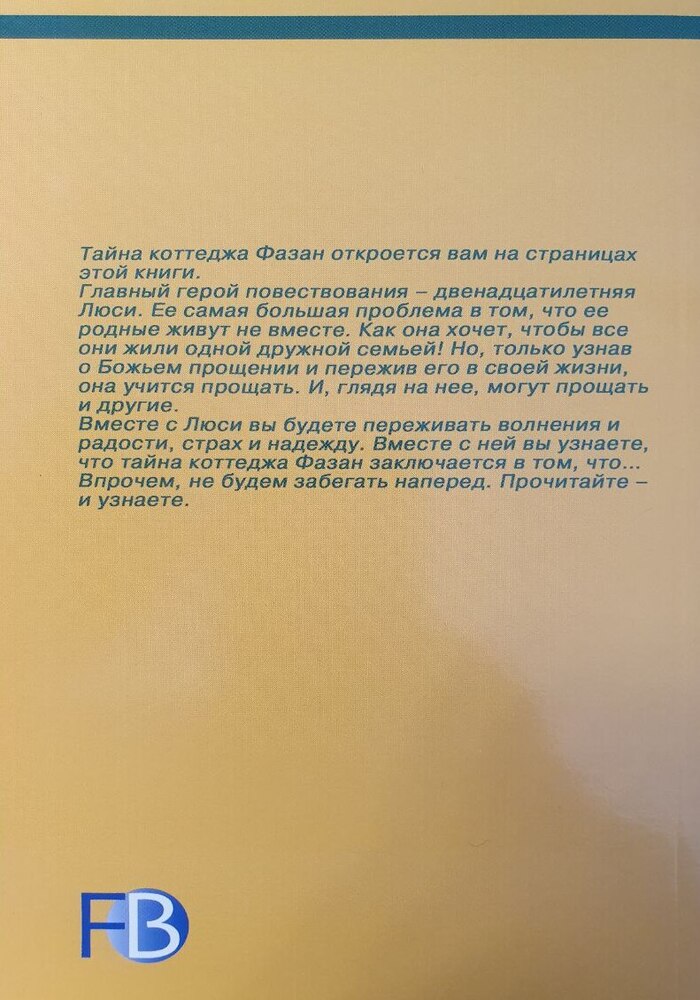 Тайна коттеджа Фазан откроется вам на страницах
этой книги.
Главный герой повествования – двенадцатилетняя
Люси. Ее самая большая проблема в том, что ее
родные живут не вместе. Как она хочет, чтобы все
они жили одной дружной семьей! Но, только узнав
о Божьем прощении и пережив его в своей жизни,
она учится прощать. И, глядя на нее, могут прощать
и другие.
Вместе с Люси вы будете переживать волнения и
радости, страх и надежду. Вместе с ней вы узнаете,
что тайна коттеджа Фазан заключается в том, что...
Впрочем, не будем забегать наперед. Прочитайте –
и узнаете.
FB